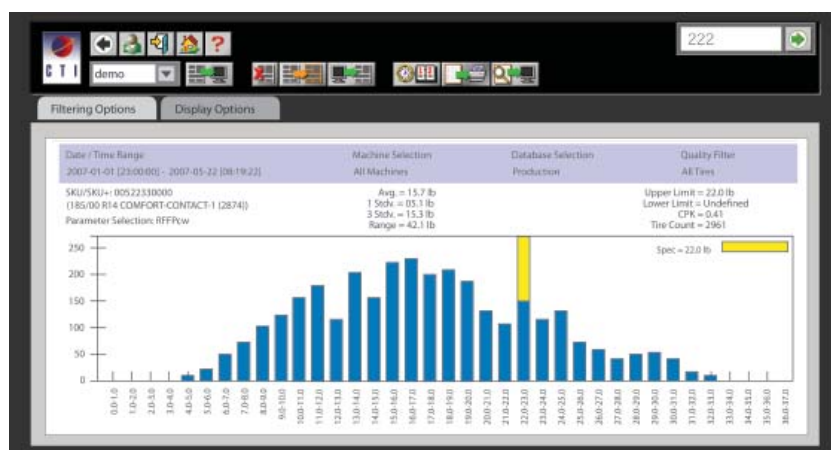 222
CTI
demo
Filtering Options Display Options
Date / Time Range Machine Selection Database Selection Quality Filter
2007-01-01 [23:00:00] - 2007-05-22 [08:19:22] All Machines Production All Tires
SKU/SKU+: 00522330000 Avg. = 15.7 lb Upper Limit = 22.0 lb
(185/00 R14 COMFORT-CONTACT-1 (2874)) 1 Stdv. = 05.1 lb Lower Limit = Undefined
3 Stdv. = 15.3 lb CPK = 0.41
Parameter Selection: RFFPcw Range = 42.1 lb Tire Count = 2961
Spec = 22.0 lb
250
200
150
100
50
0
0.0-1.0 1.0-2.0 2.0-3.0 3.0-4.0 4.0-5.0 5.0-6.0 6.0-7.0 7.0-8.0 8.0-9.0 9.0-10.0 10.0-11.0 11.0-12.0 12.0-13.0 13.0-14.0 14.0-15.0 15.0-16.0 16.0-17.0 17.0-18.0 18.0-19.0 19.0-20.0 20.0-21.0 21.0-22.0 22.0-23.0 23.0-24.0 24.0-25.0 25.0-26.0 26.0-27.0 27.0-28.0 28.0-29.0 29.0-30.0 30.0-31.0 31.0-32.0 32.0-33.0 33.0-34.0 34.0-35.0 35.0-36.0 36.0-37.0